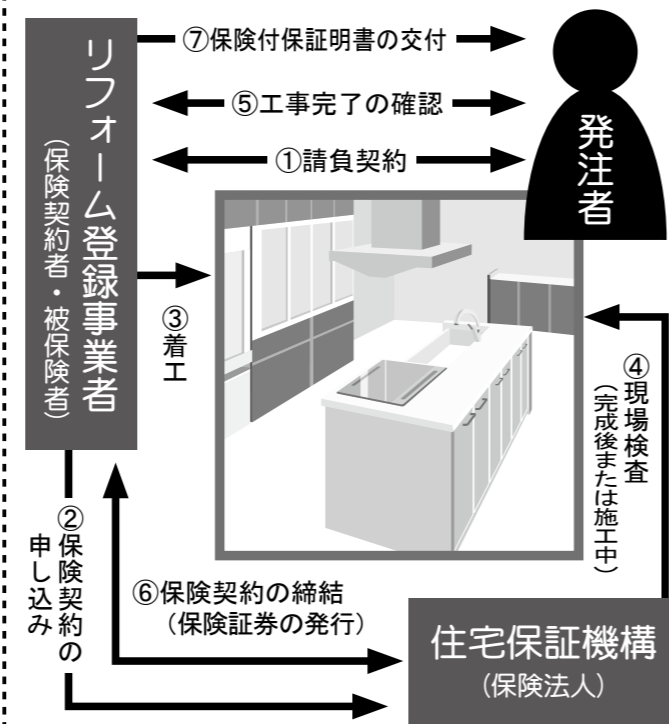 リフォーム登録事業者
（保険契約者・被保険者）
⑦保険付保証明書の交付
⑤工事完了の確認
①請負契約
発注者
③着工
④現場検査
（完成後または施工中）
②保険契約の
申し込み
⑥保険契約の締結
（保険証券の発行）
住宅保証機構
（保険法人）